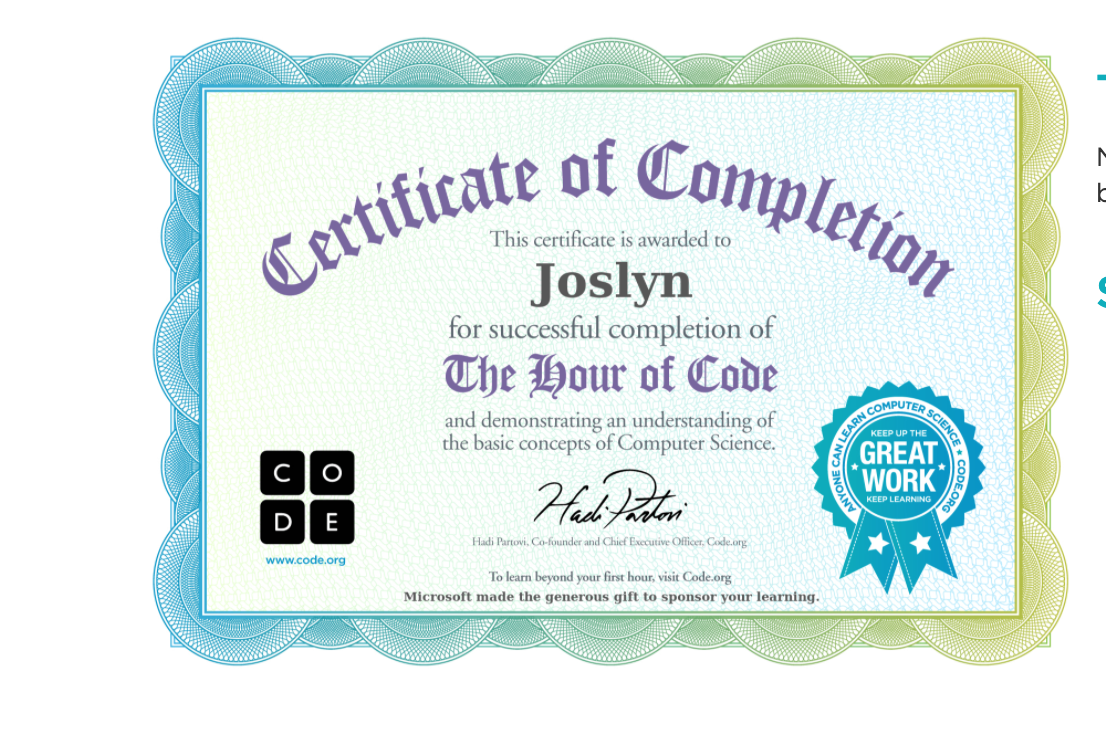 Certificate of Completion
This certificate is awarded to
Joslyn
for successful completion of
The Hour of Code
and demonstrating an understanding of
the basic concepts of Computer Science.
C O
D E
www.code.org
Hadi Partovi
Hadi Partovi, Co-founder and Chief Executive Officer, Code.org
To learn beyond your first hour, visit Code.org
Microsoft made the generous gift to sponsor your learning.
ANYONE CAN LEARN COMPUTER SCIENCE ★ CODE.ORG
KEEP UP THE
GREAT
WORK
KEEP LEARNING